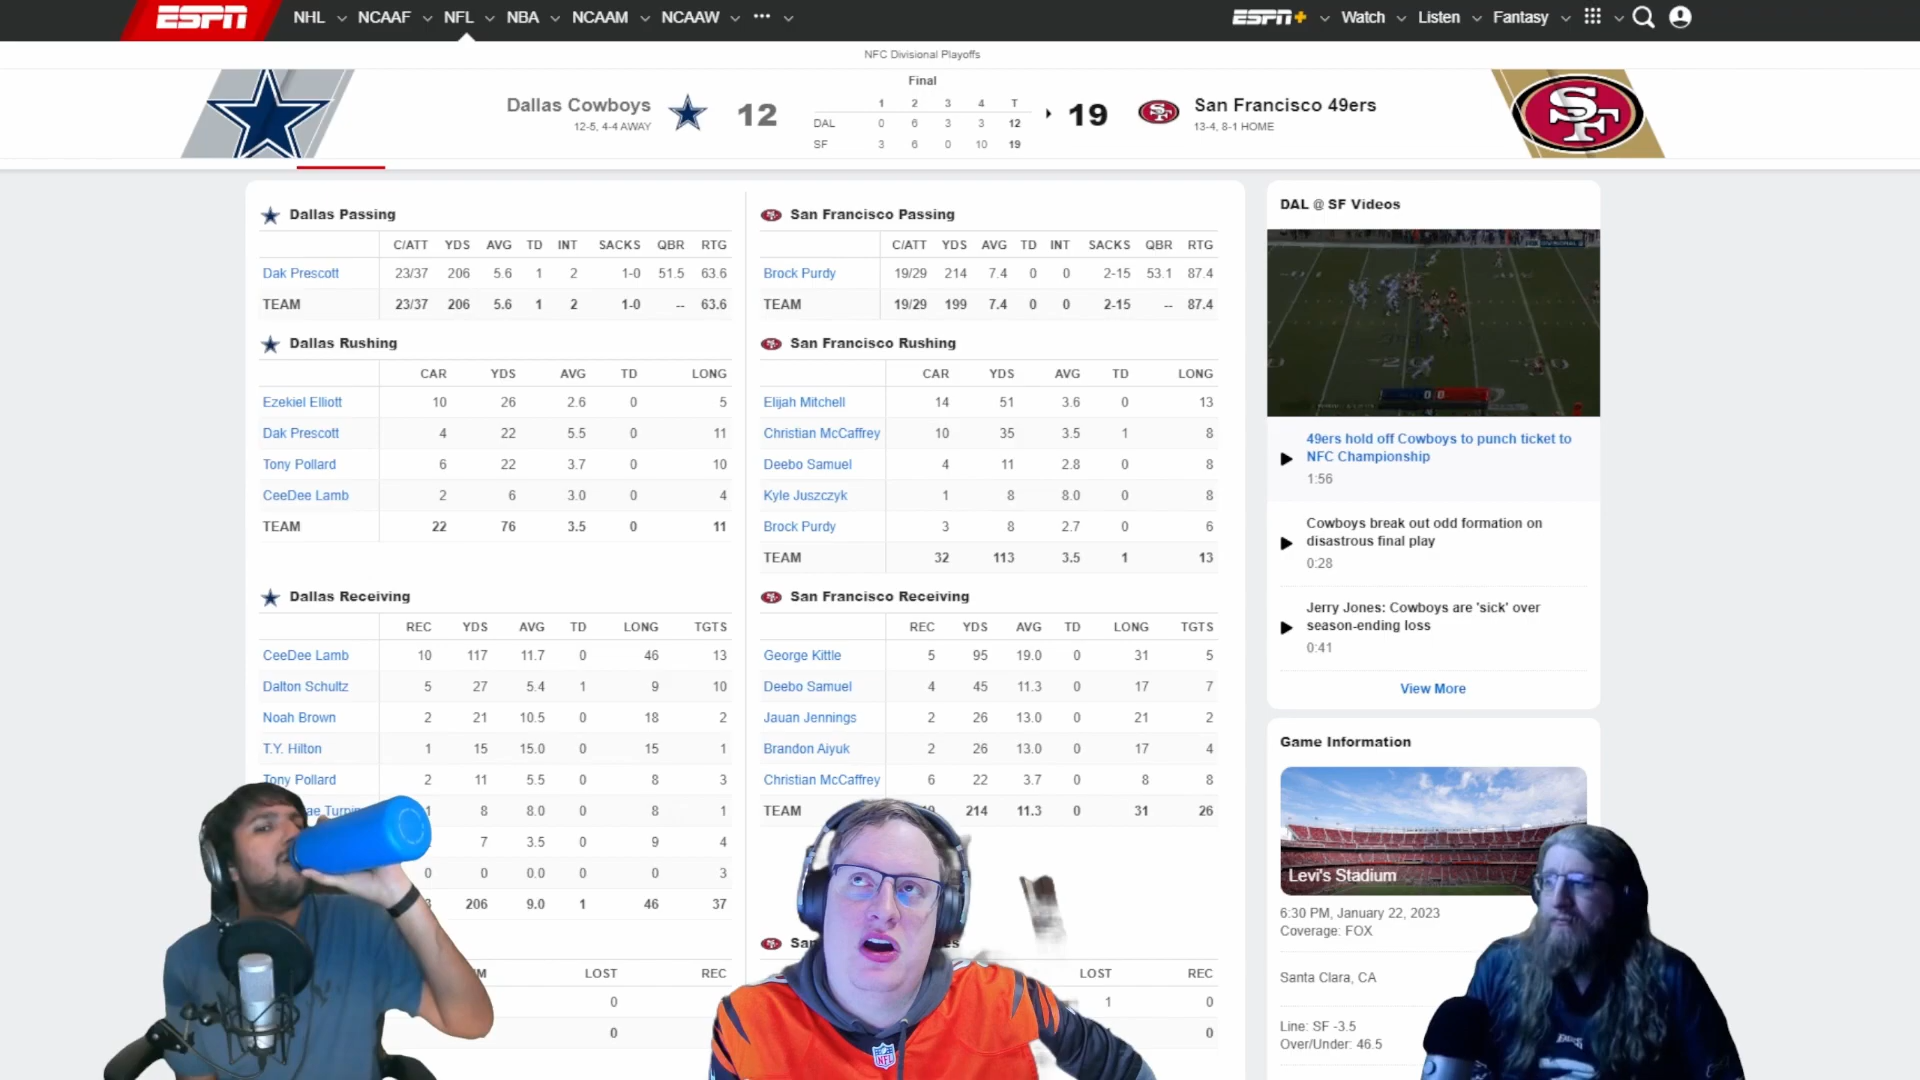 ESPN NHL NCAAF NFL NBA NCAAM NCAAW ••• ESPN+ Watch Listen Fantasy
NFC Divisional Playoffs
Final
Dallas Cowboys 12 19 San Francisco 49ers
12-5, 4-4 AWAY 13-4, 8-1 HOME
1 2 3 4 T
DAL 0 6 3 3 12
SF 3 6 0 10 19
SF
Dallas Passing
C/ATT YDS AVG TD INT SACKS QBR RTG
Dak Prescott 23/37 206 5.6 1 2 1-0 51.5 63.6
TEAM 23/37 206 5.6 1 2 1-0 -- 63.6
Dallas Rushing
CAR YDS AVG TD LONG
Ezekiel Elliott 10 26 2.6 0 5
Dak Prescott 4 22 5.5 0 11
Tony Pollard 6 22 3.7 0 10
CeeDee Lamb 2 6 3.0 0 4
TEAM 22 76 3.5 0 11
Dallas Receiving
REC YDS AVG TD LONG TGTS
CeeDee Lamb 10 117 11.7 0 46 13
Dalton Schultz 5 27 5.4 1 9 10
Noah Brown 2 21 10.5 0 18 2
T.Y. Hilton 1 15 15.0 0 15 1
Tony Pollard 2 11 5.5 0 8 3
8 8.0 0 8 1
7 3.5 0 9 4
0 0 0.0 0 0 3
206 9.0 1 46 37
LOST REC
0
0
San Francisco Passing
C/ATT YDS AVG TD INT SACKS QBR RTG
Brock Purdy 19/29 214 7.4 0 0 2-15 53.1 87.4
TEAM 19/29 199 7.4 0 0 2-15 -- 87.4
San Francisco Rushing
CAR YDS AVG TD LONG
Elijah Mitchell 14 51 3.6 0 13
Christian McCaffrey 10 35 3.5 1 8
Deebo Samuel 4 11 2.8 0 8
Kyle Juszczyk 1 8 8.0 0 8
Brock Purdy 3 8 2.7 0 6
TEAM 32 113 3.5 1 13
San Francisco Receiving
REC YDS AVG TD LONG TGTS
George Kittle 5 95 19.0 0 31 5
Deebo Samuel 4 45 11.3 0 17 7
Jauan Jennings 2 26 13.0 0 21 2
Brandon Aiyuk 2 26 13.0 0 17 4
Christian McCaffrey 6 22 3.7 0 8 8
TEAM 214 11.3 0 31 26
LOST REC
1 0
0
DAL @ SF Videos
49ers hold off Cowboys to punch ticket to
NFC Championship
1:56
Cowboys break out odd formation on
disastrous final play
0:28
Jerry Jones: Cowboys are 'sick' over
season-ending loss
0:41
View More
Game Information
Levi's Stadium
6:30 PM, January 22, 2023
Coverage: FOX
Santa Clara, CA
Line: SF -3.5
Over/Under: 46.5
NFL
EAGLES